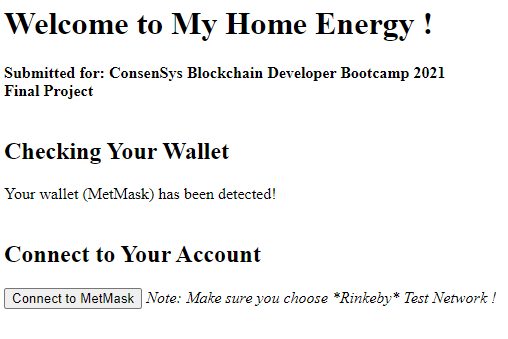 Welcome to My Home Energy !
Submitted for: ConsenSys Blockchain Developer Bootcamp 2021
Final Project
Checking Your Wallet
Your wallet (MetMask) has been detected!
Connect to Your Account
Connect to MetMask Note: Make sure you choose *Rinkeby* Test Network !